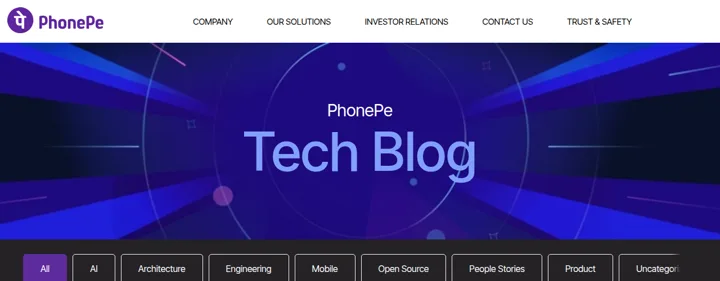 पे PhonePe COMPANY OUR SOLUTIONS INVESTOR RELATIONS CONTACT US TRUST & SAFETY
PhonePe
Tech Blog
All AI Architecture Engineering Mobile Open Source People Stories Product Uncategori